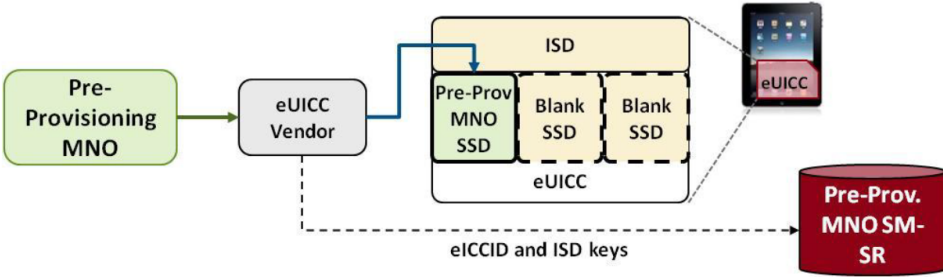 Pre-
Provisioning
MNO
eUICC
Vendor
ISD
Pre-Prov
MNO
SSD
Blank
SSD
Blank
SSD
eUICC
eUICC
eICCID and ISD keys
Pre-Prov.
MNO SM-
SR